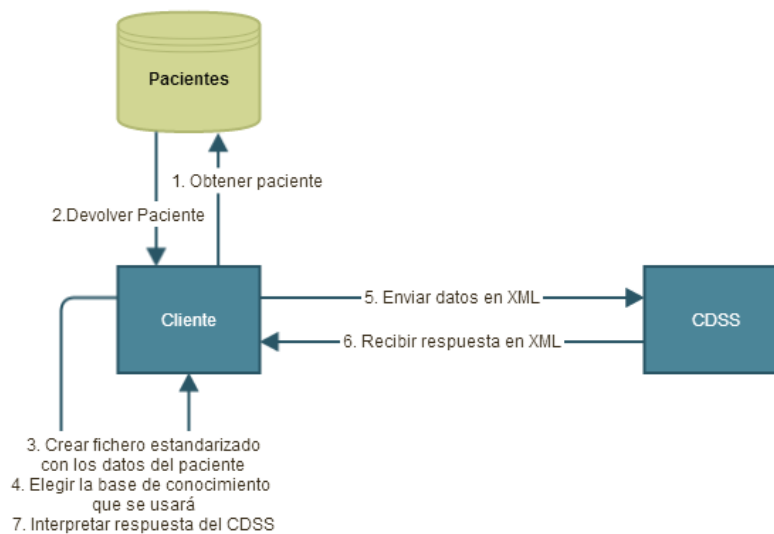 Pacientes
1. Obtener paciente
2.Devolver Paciente
Cliente
5. Enviar datos en XML
CDSS
6. Recibir respuesta en XML
3. Crear fichero estandarizado
con los datos del paciente
4. Elegir la base de conocimiento
que se usará
7. Interpretar respuesta del CDSS